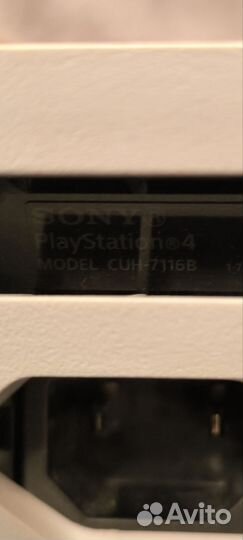 SONY®
PlayStation®4
MODEL CUH-7116B
Avito